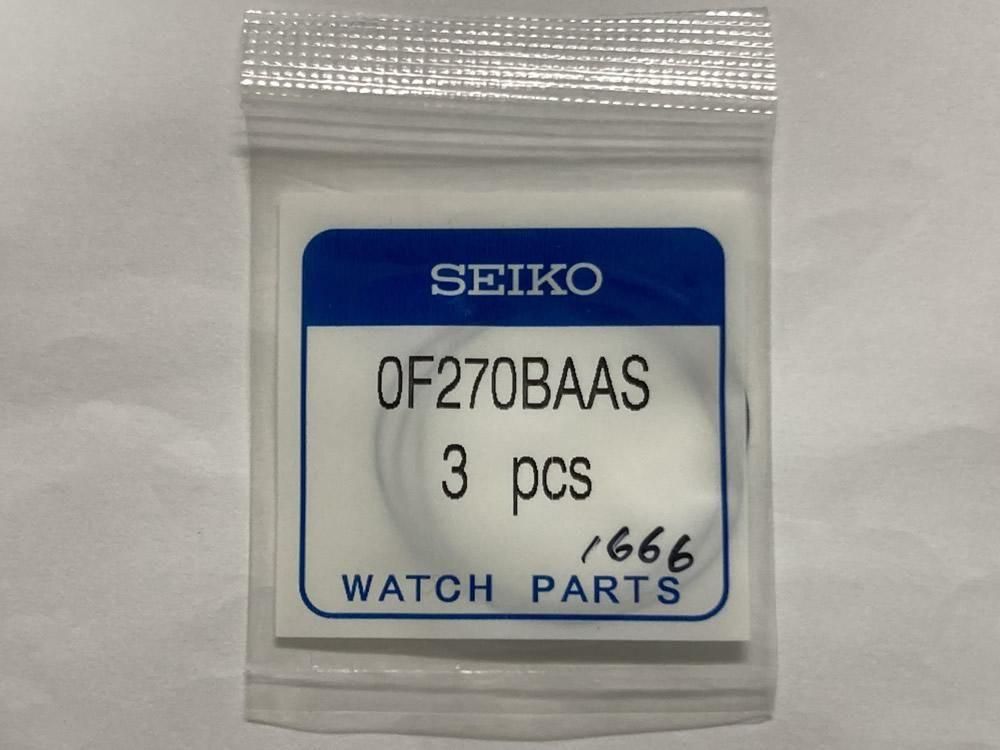 SEIKO
0F270BAAS
3 pcs
1666
WATCH PARTS